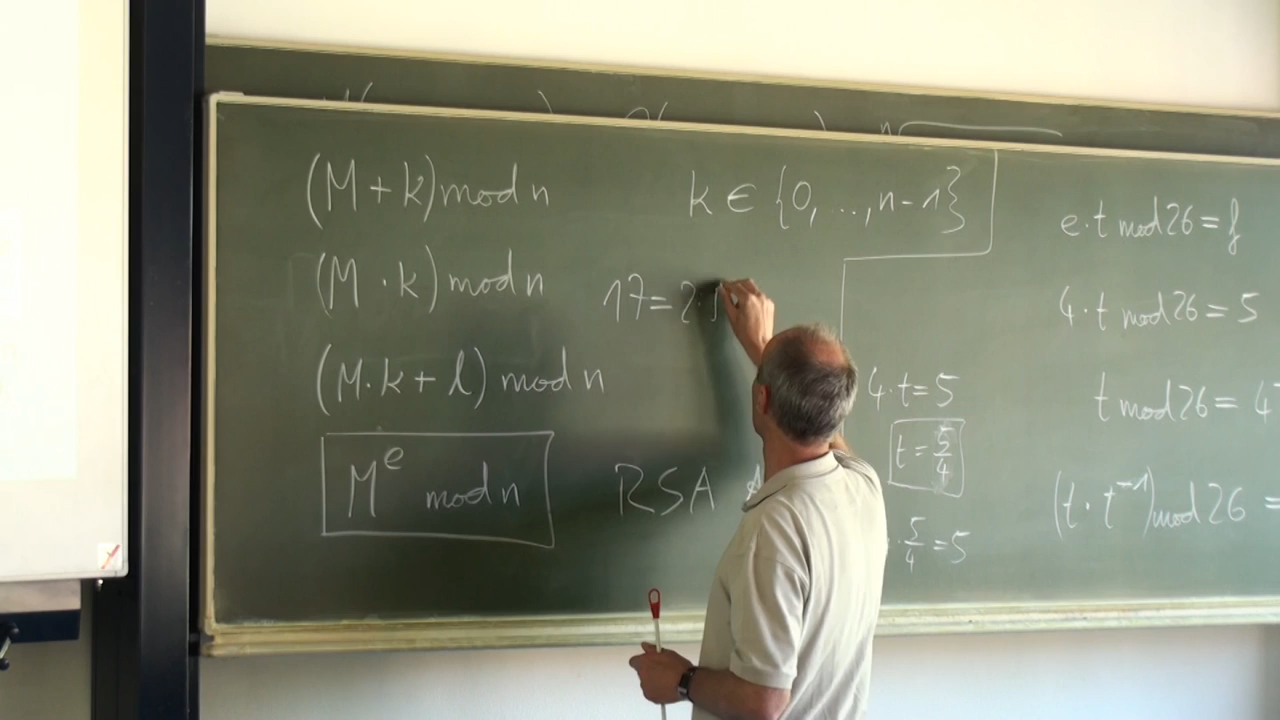 (M + k) mod n
k ∈ {0, ..., n-1}
(M · k) mod n
17 = 2 ·
(M · k + l) mod n
M^e mod n
RSA
4 · t = 5
t = 5/4
· 5/4 = 5
e · t mod 26 = f
4 · t mod 26 = 5
t mod 26 = 4
(t · t^-1) mod 26 =